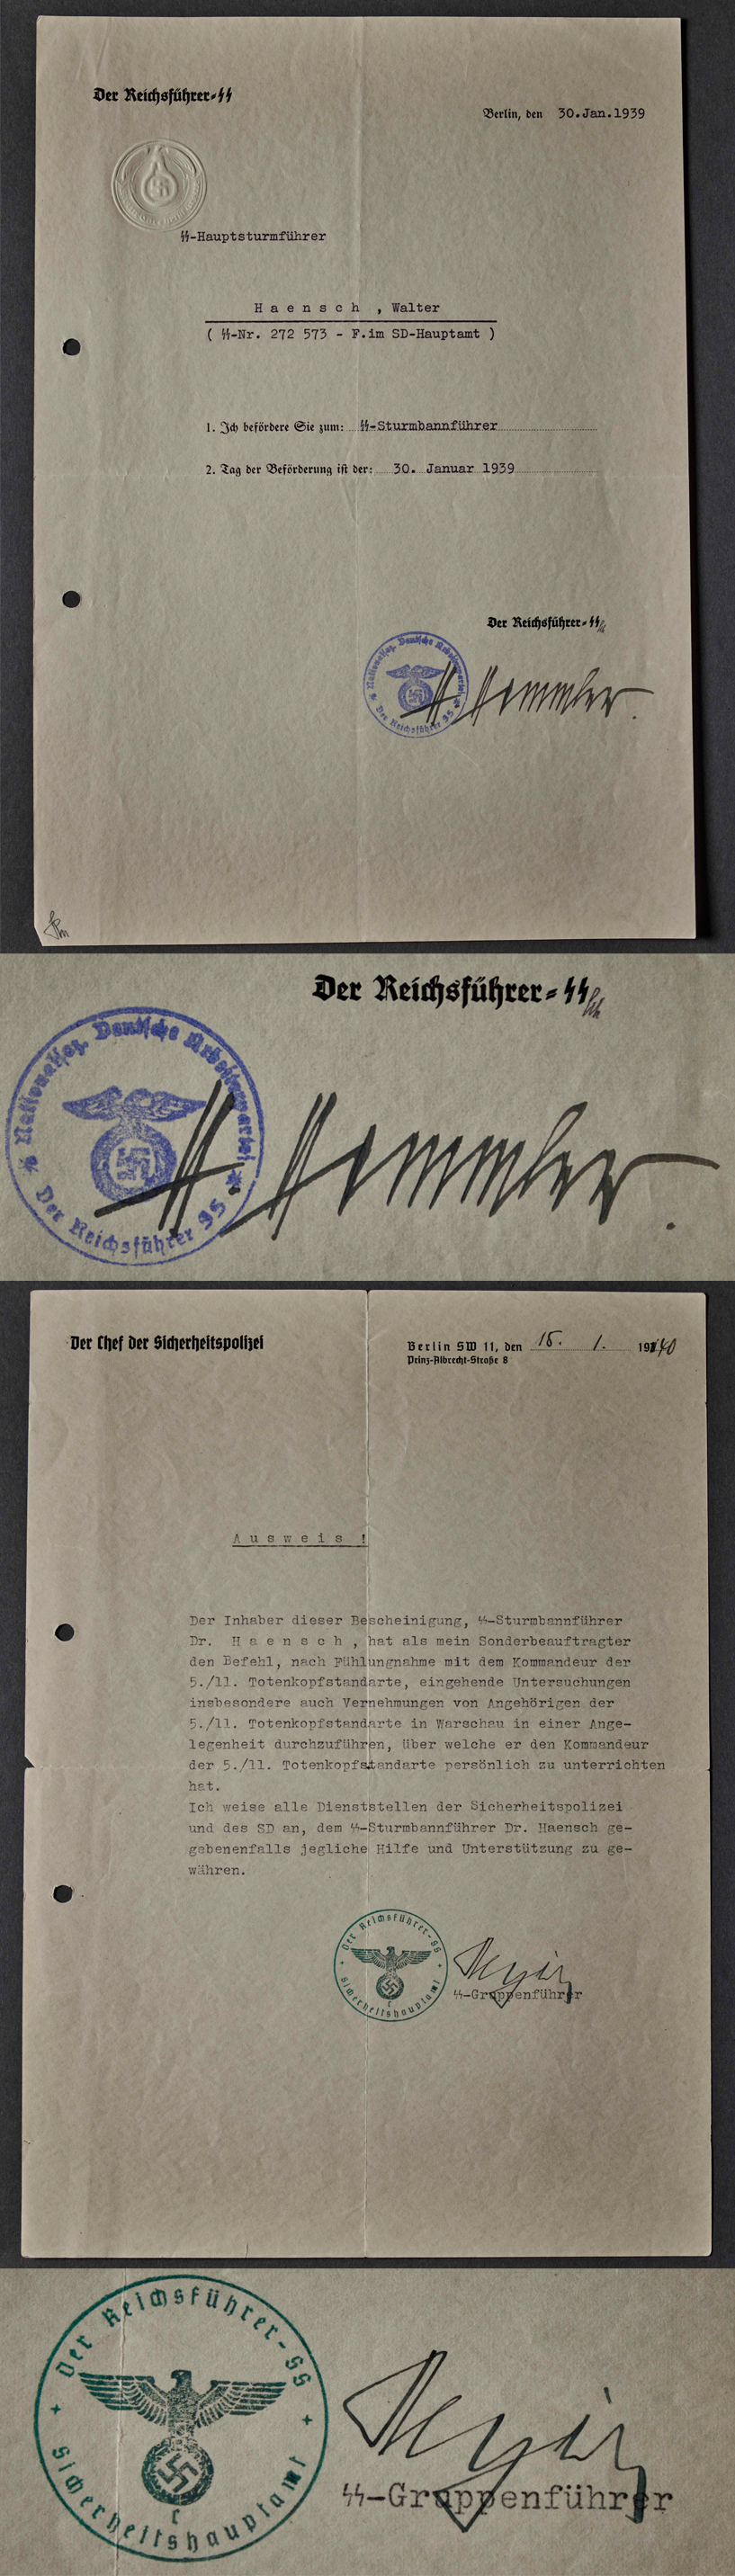 Der Reichsführer-SS
Berlin, den 30.Jan.1939
SS-Hauptsturmführer
H a e n s c h , Walter
( SS-Nr. 272 573 - F.im SD-Hauptamt )
1. Ich befördere Sie zum: SS-Sturmbannführer
2. Tag der Beförderung ist der: 30. Januar 1939
Der Reichsführer-SS
Nationalsoz. Deutsche Arbeiterpartei
Der Reichsführer SS
H Himmler.
Der Reichsführer-SS
Nationalsoz. Deutsche Arbeiterpartei
Der Reichsführer SS
H Himmler.
Der Chef der Sicherheitspolizei
Berlin SW 11, den 15. 1. 1940
Prinz-Albrecht-Straße 8
A u s w e i s !
Der Inhaber dieser Bescheinigung, SS-Sturmbannführer
Dr. H a e n s c h , hat als mein Sonderbeauftragter
den Befehl, nach Fühlungnahme mit dem Kommandeur der
5./11. Totenkopfstandarte, eingehende Untersuchungen
insbesondere auch Vernehmungen von Angehörigen der
5./11. Totenkopfstandarte in Warschau in einer Ange-
legenheit durchzuführen, über welche er den Kommandeur
der 5./11. Totenkopfstandarte persönlich zu unterrichten
hat.
Ich weise alle Dienststellen der Sicherheitspolizei
und des SD an, dem SS-Sturmbannführer Dr. Haensch ge-
gebenenfalls jegliche Hilfe und Unterstützung zu ge-
währen.
Der Reichsführer-SS
Sicherheitshauptamt
SS-Gruppenführer
Der Reichsführer-SS
Sicherheitshauptamt
SS-Gruppenführer